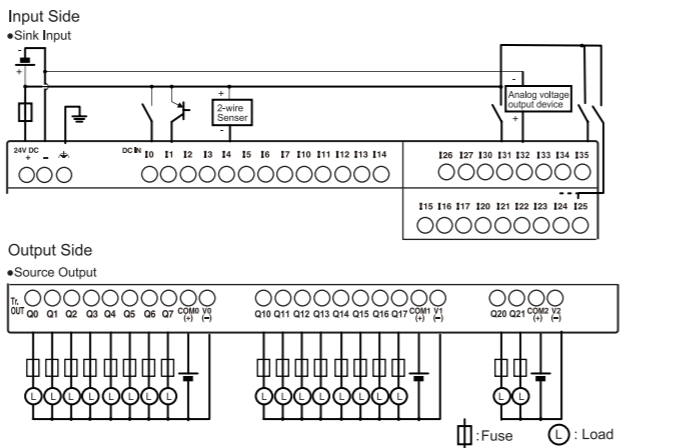 Input Side
●Sink Input
-
+
+
2-wire
Senser
-
-
Analog voltage
output device
+
24V DC
+ -
DC IN I0 I1 I2 I3 I4 I5 I6 I7 I10 I11 I12 I13 I14
I26 I27 I30 I31 I32 I33 I34 I35
I15 I16 I17 I20 I21 I22 I23 I24 I25
Output Side
●Source Output
Tr.
OUT Q0 Q1 Q2 Q3 Q4 Q5 Q6 Q7 COM0 (+) V0 (-)
Q10 Q11 Q12 Q13 Q14 Q15 Q16 Q17 COM1 (+) V1 (-)
Q20 Q21 COM2 (+) V2 (-)
L L L L L L L L
L L L L L L L L
L L
:Fuse
L : Load